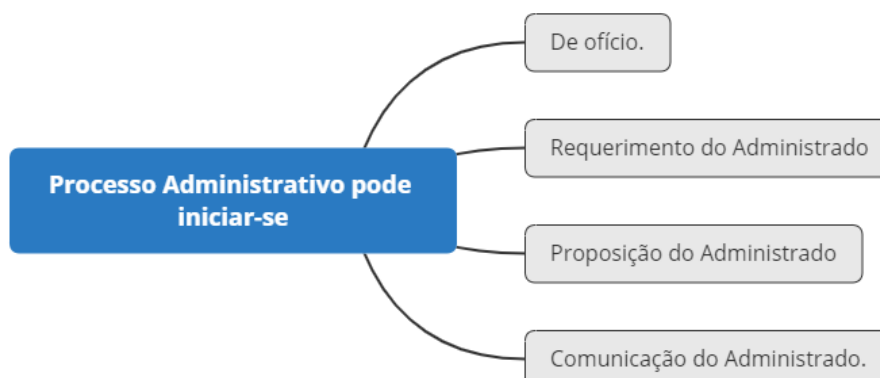 Processo Administrativo pode
iniciar-se
De ofício.
Requerimento do Administrado
Proposição do Administrado
Comunicação do Administrado.